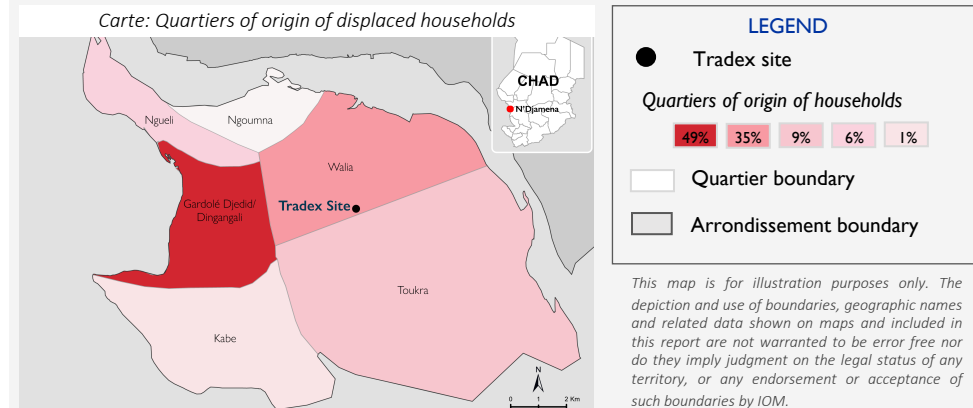 Carte: Quartiers of origin of displaced households
CHAD
N'Djamena
Ngueli
Ngoumna
Walia
Gardolé Djedid/
Dingangali
Tradex Site
Toukra
Kabe
N
0 1 2 Km
LEGEND
Tradex site
Quartiers of origin of households
49% 35% 9% 6% 1%
Quartier boundary
Arrondissement boundary
This map is for illustration purposes only. The
depiction and use of boundaries, geographic names
and related data shown on maps and included in
this report are not warranted to be error free nor
do they imply judgment on the legal status of any
territory, or any endorsement or acceptance of
such boundaries by IOM.